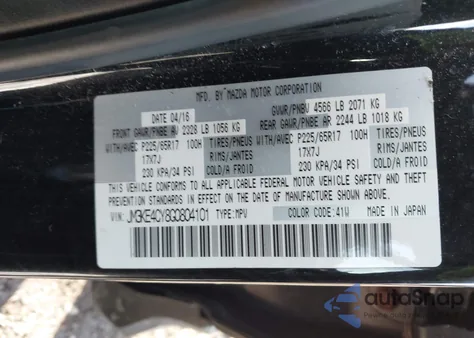 MFD. BY MAZDA MOTOR CORPORATION
DATE 04/16 GVWR/PNBV 4566 LB 2071 KG
FRONT GAWR/PNBE AV 2328 LB 1056 KG REAR GAWR/PNBE AR 2244 LB 1018 KG
WITH/AVEC P225/65R17 100H TIRES/PNEUS WITH/AVEC P225/65R17 100H TIRES/PNEUS
17X7J RIMS/JANTES 17X7J RIMS/JANTES
230 KPA/34 PSI COLD/A FROID 230 KPA/34 PSI COLD/A FROID
THIS VEHICLE CONFORMS TO ALL APPLICABLE FEDERAL MOTOR VEHICLE SAFETY AND THEFT
PREVENTION STANDARDS IN EFFECT ON THE DATE OF MANUFACTURE SHOWN ABOVE.
VIN: JM3KE4CY8G0804101 TYPE:MPV COLOR CODE:41W MADE IN JAPAN
autoSnap